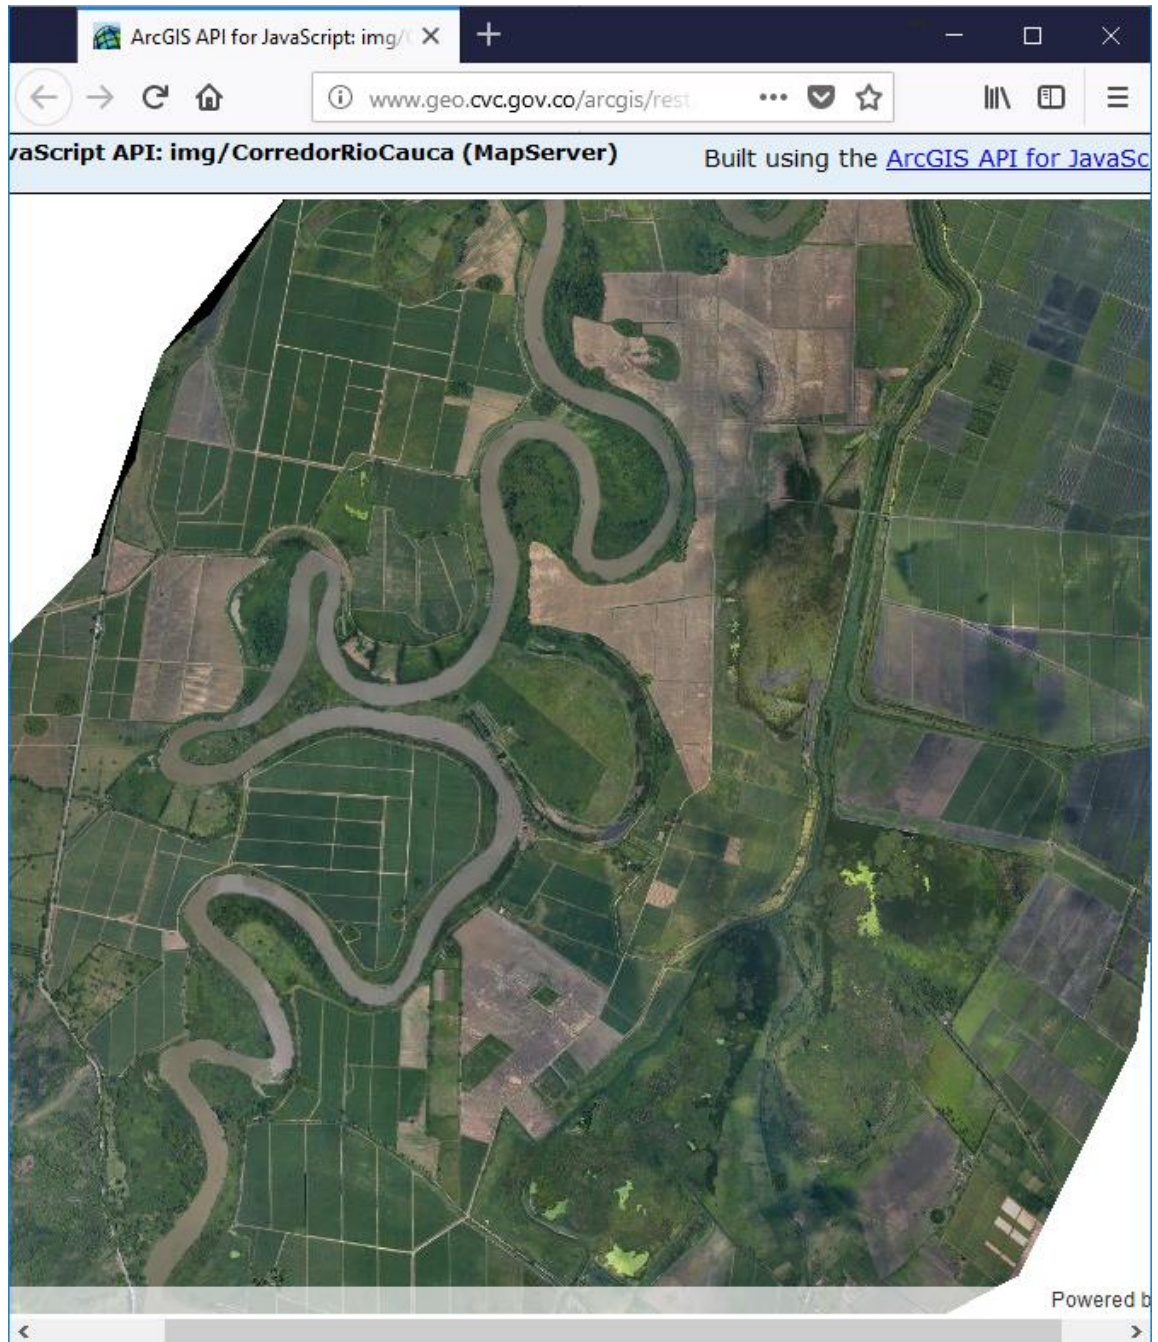 ArcGIS API for JavaScript: img/
www.geo.cvc.gov.co/arcgis/rest
vaScript API: img/CorredorRioCauca (MapServer)
Built using the ArcGIS API for JavaSc
Powered b